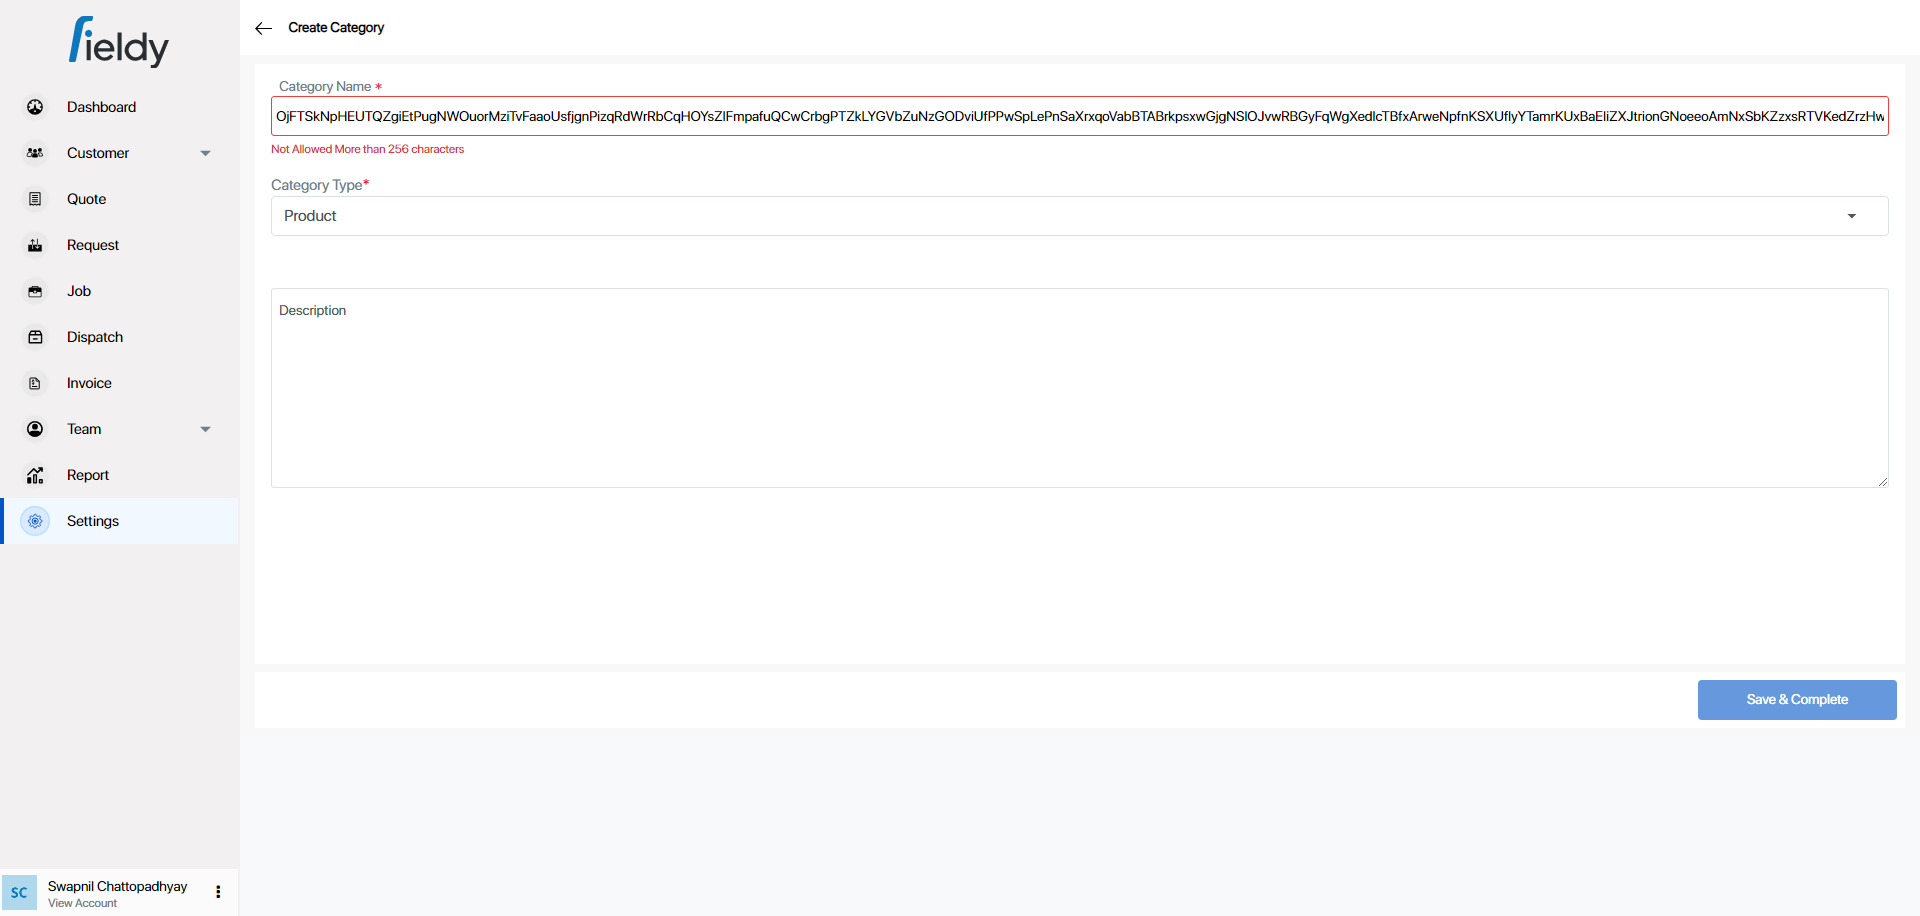 fieldy
Create Category
Dashboard
Customer
Quote
Request
Job
Dispatch
Invoice
Team
Report
Settings
Category Name *
Not Allowed More than 256 characters
Category Type*
Product
Description
Save & Complete
SC
Swapnil Chattopadhyay
View Account